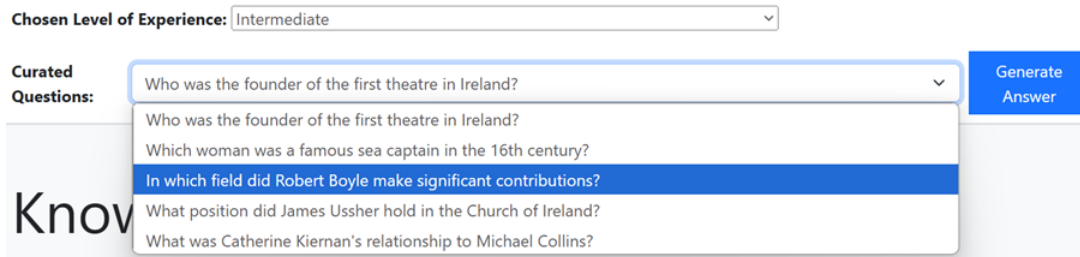 Chosen Level of Experience: Intermediate
Curated
Questions:
Who was the founder of the first theatre in Ireland?
Generate
Answer
Who was the founder of the first theatre in Ireland?
Which woman was a famous sea captain in the 16th century?
In which field did Robert Boyle make significant contributions?
What position did James Ussher hold in the Church of Ireland?
What was Catherine Kiernan's relationship to Michael Collins?